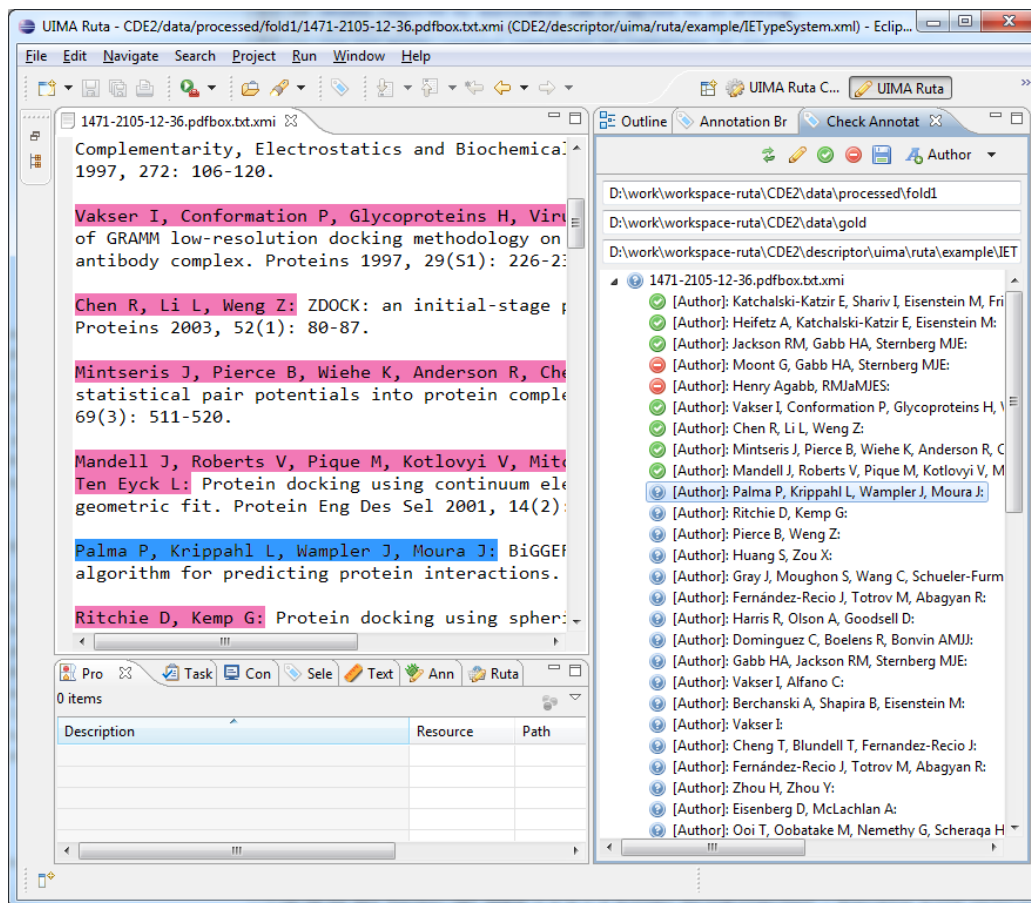 UIMA Ruta - CDE2/data/processed/fold1/1471-2105-12-36.pdfbox.txt.xmi (CDE2/descriptor/uima/ruta/example/IETypeSystem.xml) - Eclip...
File Edit Navigate Search Project Run Window Help
UIMA Ruta C... UIMA Ruta »
1471-2105-12-36.pdfbox.txt.xmi
Complementarity, Electrostatics and Biochemical
1997, 272: 106-120.
Vakser I, Conformation P, Glycoproteins H, Viru
of GRAMM low-resolution docking methodology on
antibody complex. Proteins 1997, 29(S1): 226-23
Chen R, Li L, Weng Z: ZDOCK: an initial-stage p
Proteins 2003, 52(1): 80-87.
Mintseris J, Pierce B, Wiehe K, Anderson R, Che
statistical pair potentials into protein comple
69(3): 511-520.
Mandell J, Roberts V, Pique M, Kotlovyi V, Mitc
Ten Eyck L: Protein docking using continuum ele
geometric fit. Protein Eng Des Sel 2001, 14(2):
Palma P, Krippahl L, Wampler J, Moura J: BiGGER
algorithm for predicting protein interactions.
Ritchie D, Kemp G: Protein docking using spheri
Pro Task Con Sele Text Ann Ruta
0 items
Description Resource Path
Outline Annotation Br Check Annotat
Author
D:\work\workspace-ruta\CDE2\data\processed\fold1
D:\work\workspace-ruta\CDE2\data\gold
D:\work\workspace-ruta\CDE2\descriptor\uima\ruta\example\IET
1471-2105-12-36.pdfbox.txt.xmi
[Author]: Katchalski-Katzir E, Shariv I, Eisenstein M, Fri
[Author]: Heifetz A, Katchalski-Katzir E, Eisenstein M:
[Author]: Jackson RM, Gabb HA, Sternberg MJE:
[Author]: Moont G, Gabb HA, Sternberg MJE:
[Author]: Henry Agabb, RMJaMJES:
[Author]: Vakser I, Conformation P, Glycoproteins H, V
[Author]: Chen R, Li L, Weng Z:
[Author]: Mintseris J, Pierce B, Wiehe K, Anderson R, C
[Author]: Mandell J, Roberts V, Pique M, Kotlovyi V, M
[Author]: Palma P, Krippahl L, Wampler J, Moura J:
[Author]: Ritchie D, Kemp G:
[Author]: Pierce B, Weng Z:
[Author]: Huang S, Zou X:
[Author]: Gray J, Moughon S, Wang C, Schueler-Furm
[Author]: Fernández-Recio J, Totrov M, Abagyan R:
[Author]: Harris R, Olson A, Goodsell D:
[Author]: Dominguez C, Boelens R, Bonvin AMJJ:
[Author]: Gabb HA, Jackson RM, Sternberg MJE:
[Author]: Vakser I, Alfano C:
[Author]: Berchanski A, Shapira B, Eisenstein M:
[Author]: Vakser I:
[Author]: Cheng T, Blundell T, Fernandez-Recio J:
[Author]: Fernández-Recio J, Totrov M, Abagyan R:
[Author]: Zhou H, Zhou Y:
[Author]: Eisenberg D, McLachlan A:
[Author]: Ooi T, Oobatake M, Nemethy G, Scheraga H